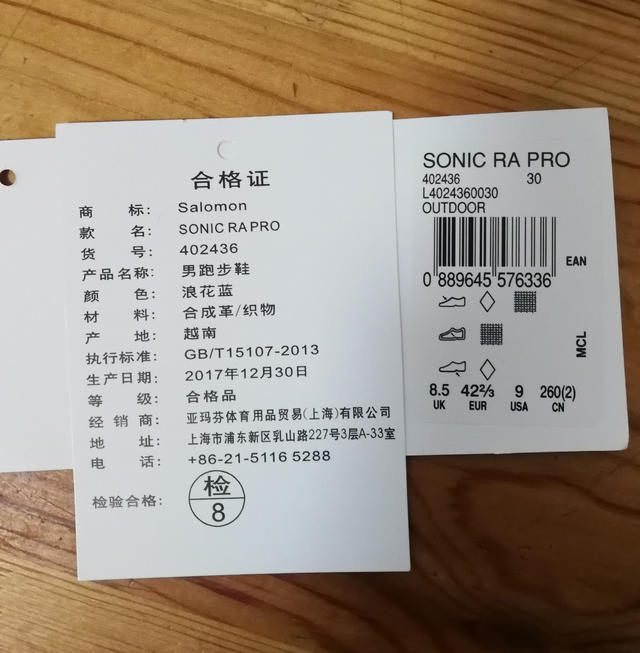 合格证
商 标: Salomon
款 名: SONIC RA PRO
货 号: 402436
产品名称: 男跑步鞋
颜 色: 浪花蓝
材 料: 合成革/织物
产 地: 越南
执行标准: GB/T15107-2013
生产日期: 2017年12月30日
等 级: 合格品
经 销 商: 亚玛芬体育用品贸易(上海)有限公司
地 址: 上海市浦东新区乳山路227号3层A-33室
电 话: +86-21-5116 5288
检验合格: 检
8
SONIC RA PRO
402436 30
L4024360030
OUTDOOR
EAN
0 889645 576336
MCL
8.5 42⅔ 9 260(2)
UK EUR USA CN